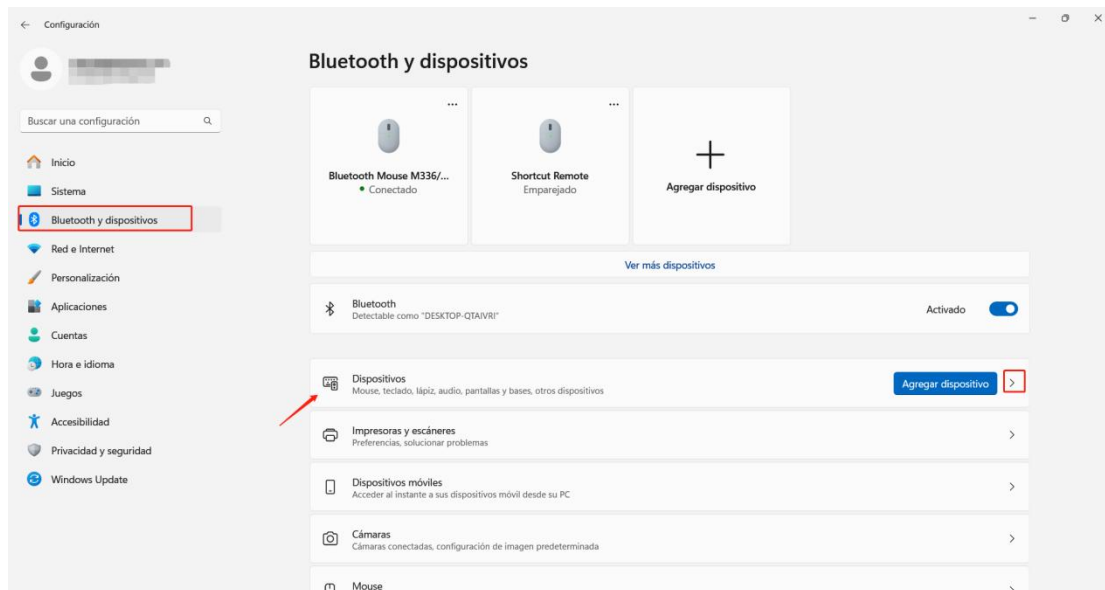 Configuración
Buscar una configuración
Inicio
Sistema
Bluetooth y dispositivos
Red e Internet
Personalización
Aplicaciones
Cuentas
Hora e idioma
Juegos
Accesibilidad
Privacidad y seguridad
Windows Update
Bluetooth y dispositivos
Bluetooth Mouse M336/...
Conectado
Shortcut Remote
Emparejado
Agregar dispositivo
Ver más dispositivos
Bluetooth
Detectable como "DESKTOP-QTAIVRI"
Activado
Dispositivos
Mouse, teclado, lápiz, audio, pantallas y bases, otros dispositivos
Agregar dispositivo
Impresoras y escáneres
Preferencias, solucionar problemas
Dispositivos móviles
Acceder al instante a sus dispositivos móvil desde su PC
Cámaras
Cámaras conectadas, configuración de imagen predeterminada
Mouse